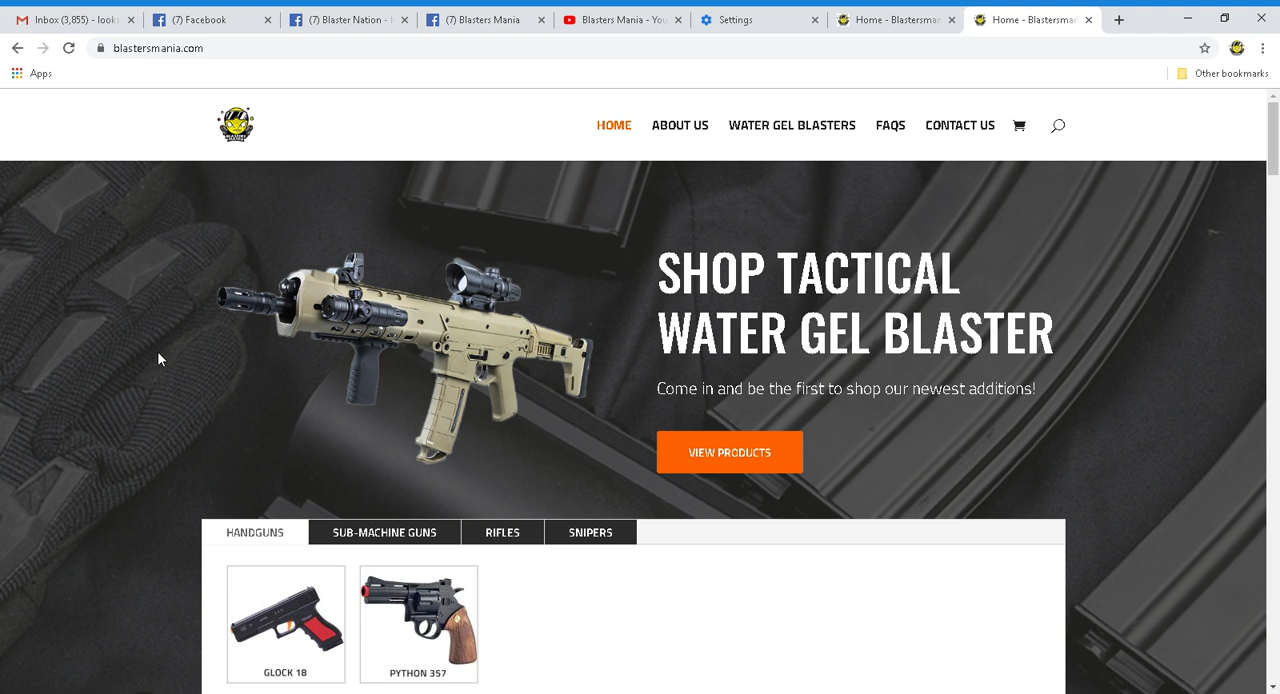 Inbox (3,855) - looks
(7) Facebook
(7) Blaster Nation - H
(7) Blasters Mania
Blasters Mania - You
Settings
Home - Blastersman
Home - Blastersman
blastersmania.com
Apps
Other bookmarks
HOME
ABOUT US
WATER GEL BLASTERS
FAQS
CONTACT US
SHOP TACTICAL
WATER GEL BLASTER
Come in and be the first to shop our newest additions!
VIEW PRODUCTS
HANDGUNS
SUB-MACHINE GUNS
RIFLES
SNIPERS
GLOCK 18
PYTHON 357